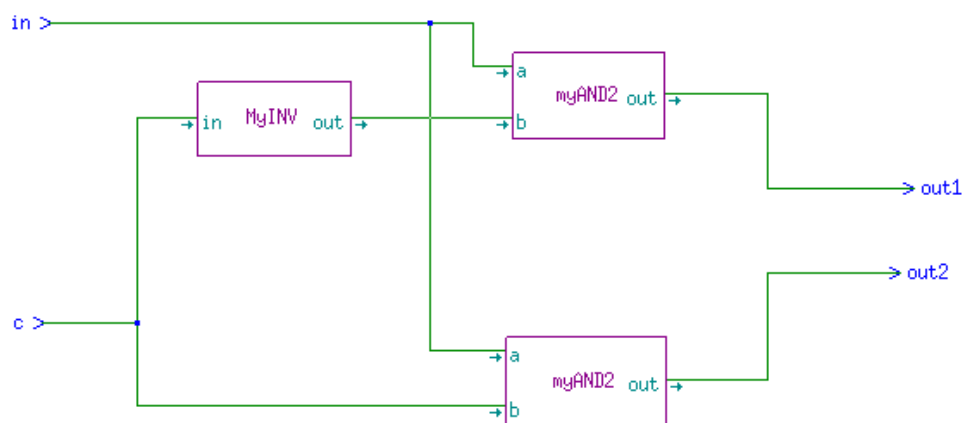 in
a
myAND2 out
MyINV
in out
b
out1
out2
c
a
myAND2 out
b